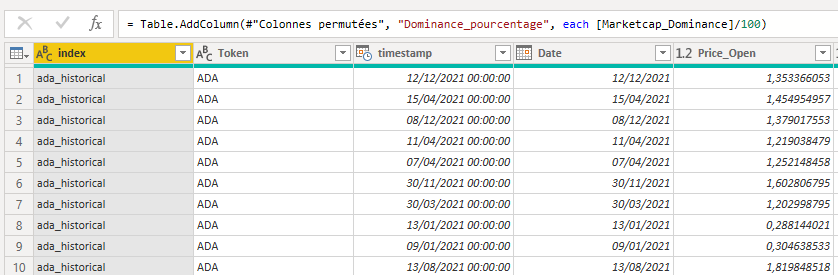 = Table.AddColumn(#"Colonnes permutées", "Dominance_pourcentage", each [Marketcap_Dominance]/100)
ABC index ABC Token timestamp Date 1.2 Price_Open
1 ada_historical ADA 12/12/2021 00:00:00 12/12/2021 1,353366053
2 ada_historical ADA 15/04/2021 00:00:00 15/04/2021 1,454954957
3 ada_historical ADA 08/12/2021 00:00:00 08/12/2021 1,379017553
4 ada_historical ADA 11/04/2021 00:00:00 11/04/2021 1,219038479
5 ada_historical ADA 07/04/2021 00:00:00 07/04/2021 1,252148458
6 ada_historical ADA 30/11/2021 00:00:00 30/11/2021 1,602806795
7 ada_historical ADA 30/03/2021 00:00:00 30/03/2021 1,202998795
8 ada_historical ADA 13/01/2021 00:00:00 13/01/2021 0,288144021
9 ada_historical ADA 09/01/2021 00:00:00 09/01/2021 0,304638533
10 ada_historical ADA 13/08/2021 00:00:00 13/08/2021 1,819848518